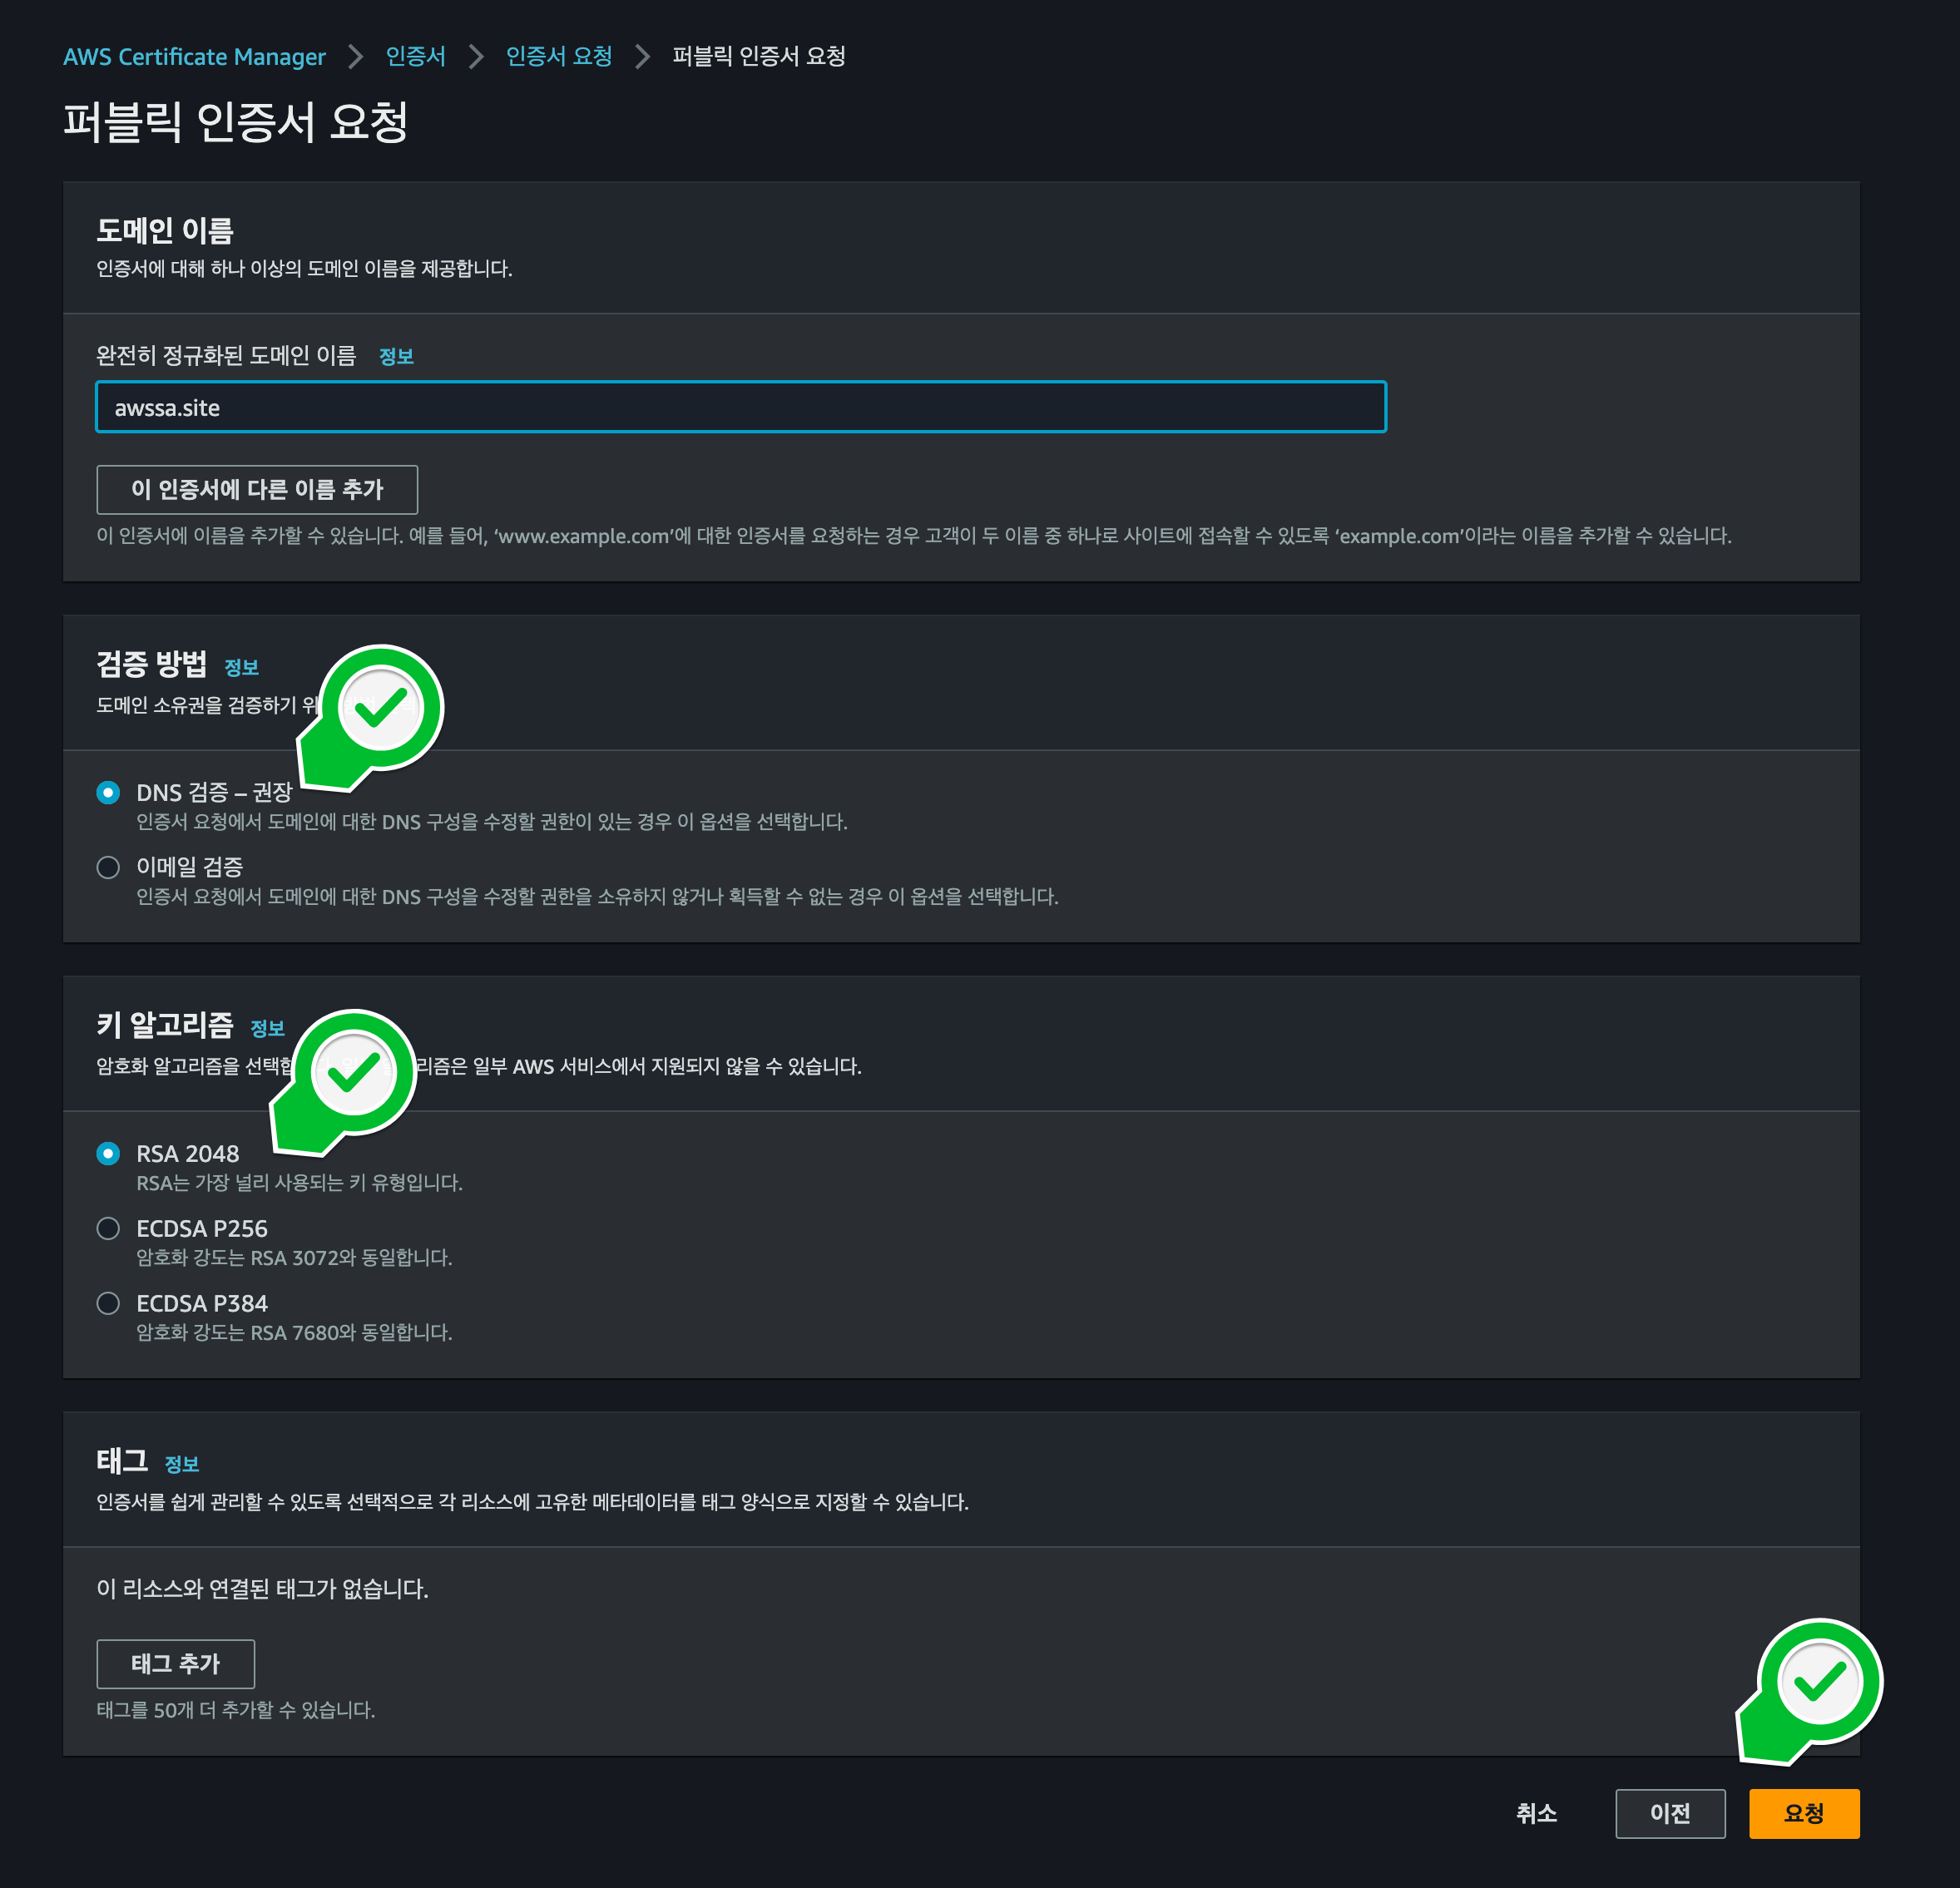 AWS Certificate Manager > 인증서 > 인증서 요청 > 퍼블릭 인증서 요청
퍼블릭 인증서 요청
도메인 이름
인증서에 대해 하나 이상의 도메인 이름을 제공합니다.
완전히 정규화된 도메인 이름 정보
awssa.site
이 인증서에 다른 이름 추가
이 인증서에 이름을 추가할 수 있습니다. 예를 들어, ‘www.example.com’에 대한 인증서를 요청하는 경우 고객이 두 이름 중 하나로 사이트에 접속할 수 있도록 ‘example.com’이라는 이름을 추가할 수 있습니다.
검증 방법 정보
도메인 소유권을 검증하기
DNS 검증 – 권장
인증서 요청에서 도메인에 대한 DNS 구성을 수정할 권한이 있는 경우 이 옵션을 선택합니다.
이메일 검증
인증서 요청에서 도메인에 대한 DNS 구성을 수정할 권한을 소유하지 않거나 획득할 수 없는 경우 이 옵션을 선택합니다.
키 알고리즘 정보
암호화 알고리즘을 일부 AWS 서비스에서 지원되지 않을 수 있습니다.
RSA 2048
RSA는 가장 널리 사용되는 키 유형입니다.
ECDSA P256
암호화 강도는 RSA 3072와 동일합니다.
ECDSA P384
암호화 강도는 RSA 7680와 동일합니다.
태그 정보
인증서를 쉽게 관리할 수 있도록 선택적으로 각 리소스에 고유한 메타데이터를 태그 양식으로 지정할 수 있습니다.
이 리소스와 연결된 태그가 없습니다.
태그 추가
태그를 50개 더 추가할 수 있습니다.
취소 이전 요청